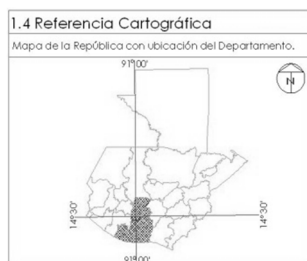 1.4 Referencia Cartográfica
Mapa de la República con ubicación del Departamento.
91°00'
N
14°30'
14°30'
91°00'